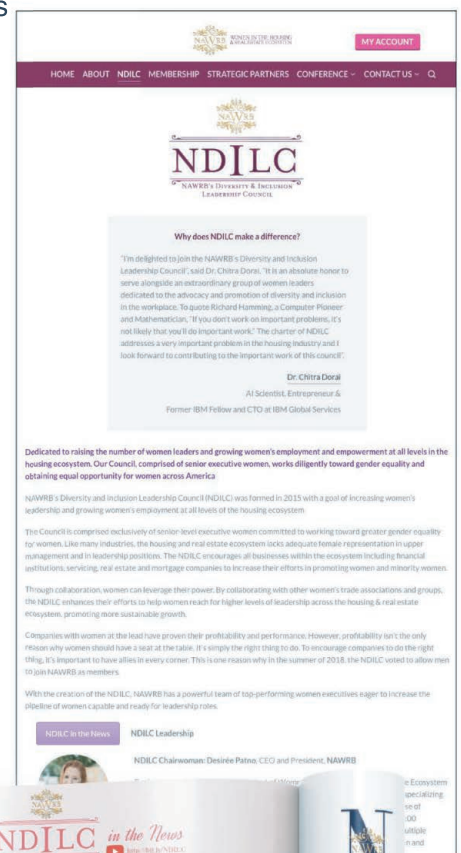 S
NAWRB
WOMEN IN THE HOUSING
& REAL ESTATE ECOSYSTEM
MY ACCOUNT
HOME ABOUT NDILC MEMBERSHIP STRATEGIC PARTNERS CONFERENCE CONTACT US
NAWRB
NDILC
NAWRB'S DIVERSITY & INCLUSION
LEADERSHIP COUNCIL
Why does NDILC make a difference?
"I'm delighted to join the NAWRB's Diversity and Inclusion
Leadership Council", said Dr. Chitra Dorai. "It is an absolute honor to
serve alongside an extraordinary group of women leaders
dedicated to the advocacy and promotion of diversity and inclusion
in the workplace. To quote Richard Hamming, a Computer Pioneer
and Mathematician, "If you don't work on important problems, it's
not likely that you'll do important work." The charter of NDILC
addresses a very important problem in the housing industry and I
look forward to contributing to the important work of this council".
Dr. Chitra Dorai
AI Scientist, Entrepreneur &
Former IBM Fellow and CTO at IBM Global Services
Dedicated to raising the number of women leaders and growing women's employment and empowerment at all levels in the
housing ecosystem. Our Council, comprised of senior executive women, works diligently toward gender equality and
obtaining equal opportunity for women across America
NAWRB's Diversity and Inclusion Leadership Council (NDILC) was formed in 2015 with a goal of increasing women's
leadership and growing women's employment at all levels of the housing ecosystem
The Council is comprised exclusively of senior-level executive women committed to working toward greater gender equality
for women. Like many industries, the housing and real estate ecosystem lacks adequate female representation in upper
management and in leadership positions. The NDILC encourages all businesses within the ecosystem including financial
institutions, servicing, real estate and mortgage companies to increase their efforts in promoting women and minority women.
Through collaboration, women can leverage their power. By collaborating with other women's trade associations and groups,
the NDILC enhances their efforts to help women reach for higher levels of leadership across the housing & real estate
ecosystem, promoting more sustainable growth.
Companies with women at the lead have proven their profitability and performance. However, profitability isn't the only
reason why women should have a seat at the table. It's simply the right thing to do. To encourage companies to do the right
thing, it's important to have allies in every corner. This is one reason why in the summer of 2018, the NDILC voted to allow men
to join NAWRB as members.
With the creation of the NDILC, NAWRB has a powerful team of top-performing women executives eager to increase the
pipeline of women capable and ready for leadership roles.
NDILC in the News
NDILC Leadership
NDILC Chairwoman: Desirée Patno, CEO and President, NAWRB
Ecosystem
specializing
NAWRB
NDILC in the News
N